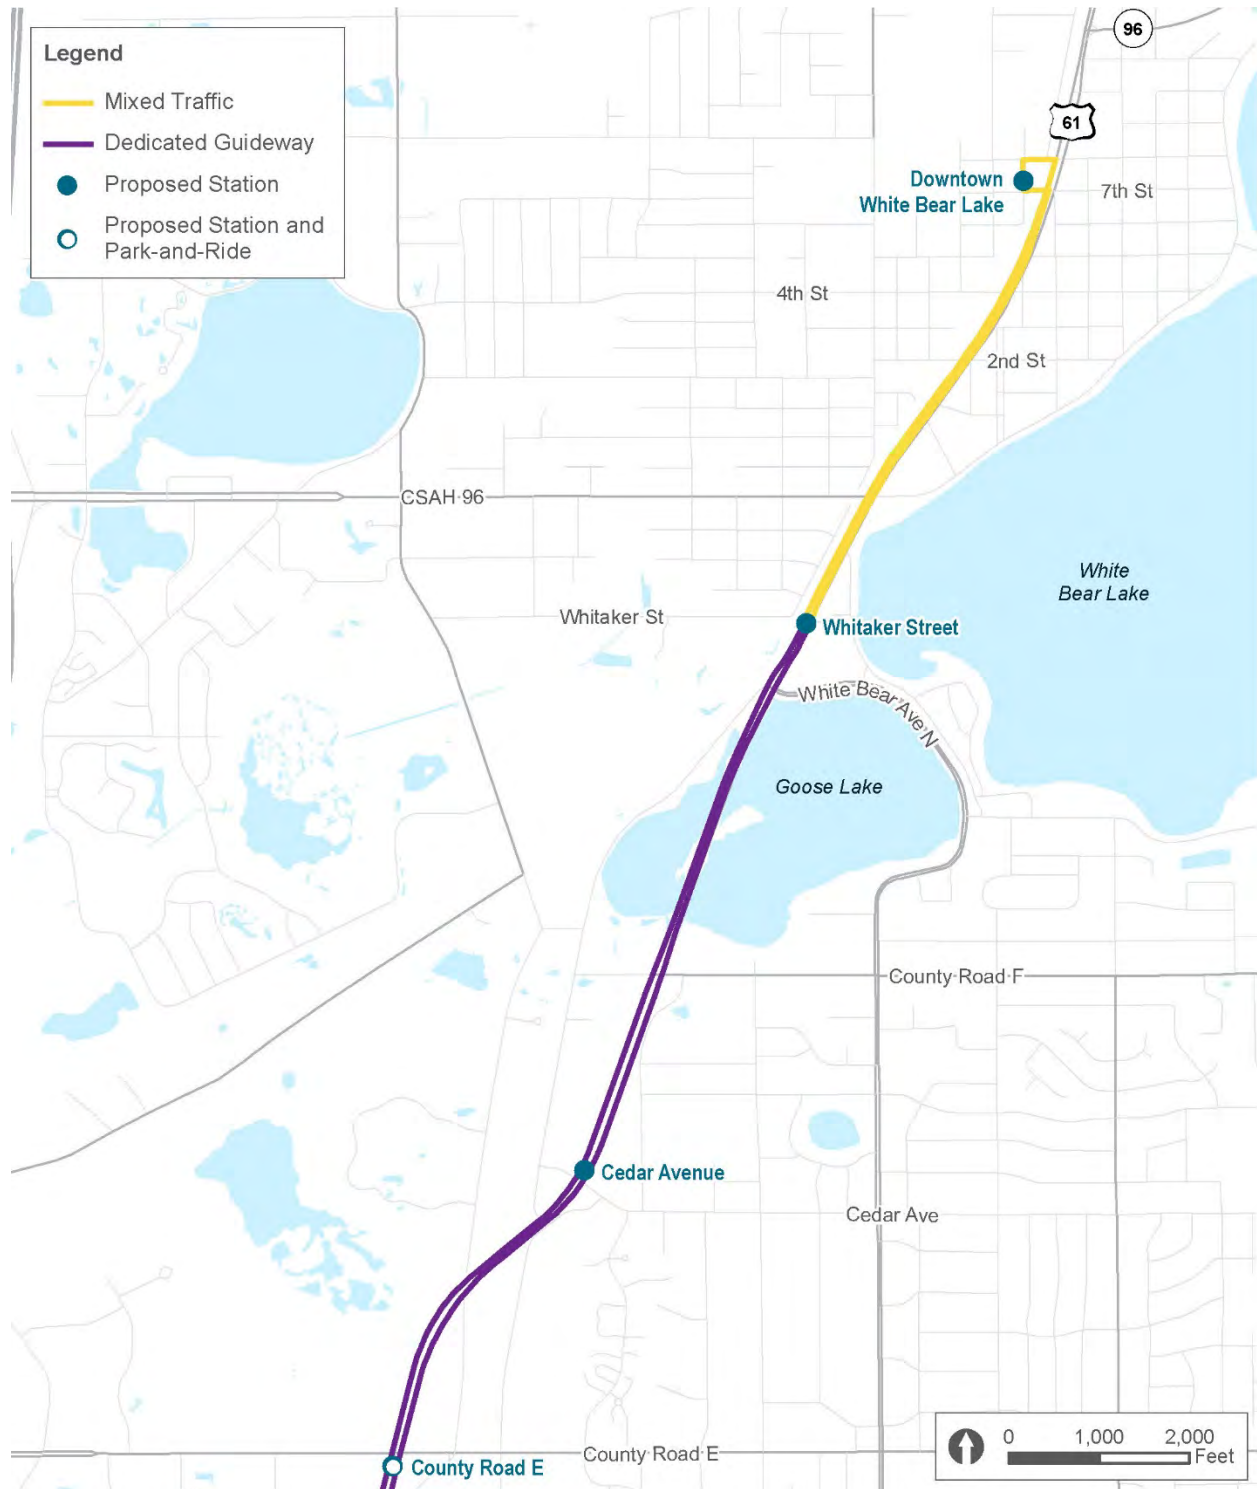 Legend
Mixed Traffic
Dedicated Guideway
Proposed Station
Proposed Station and
Park-and-Ride
96
61
Downtown
White Bear Lake
7th St
4th St
2nd St
CSAH 96
White
Bear Lake
Whitaker St
Whitaker Street
White Bear Ave N
Goose Lake
County Road F
Cedar Avenue
Cedar Ave
County Road E
County Road E
0 1,000 2,000
Feet